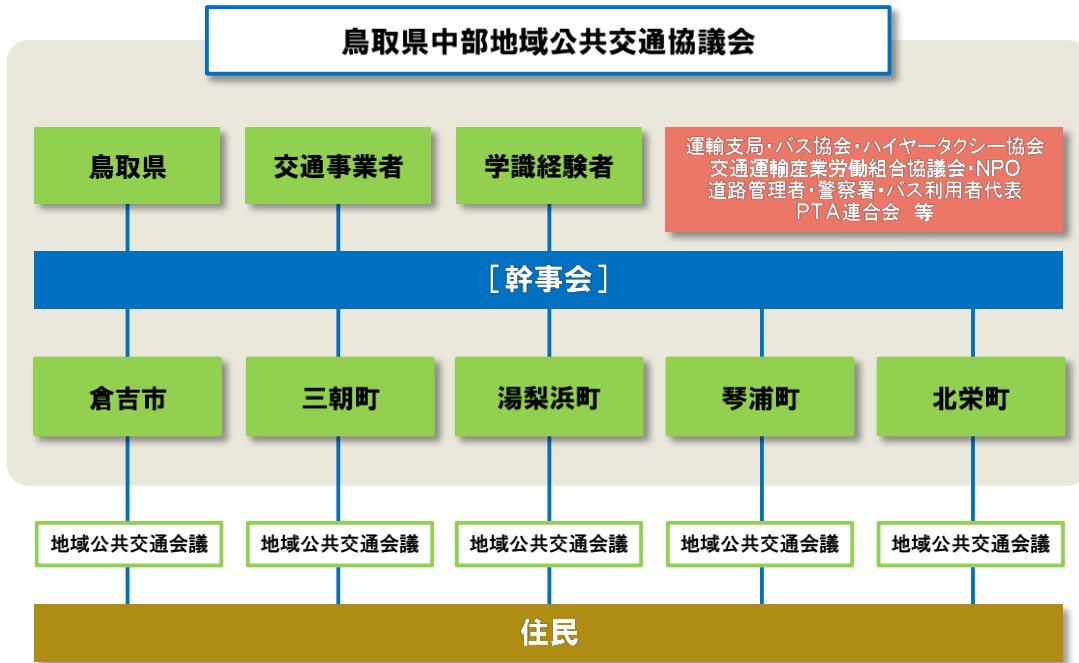 鳥取県中部地域公共交通協議会
鳥取県
交通事業者
学識経験者
運輸支局・バス協会・ハイヤータクシー協会
交通運輸産業労働組合協議会・NPO
道路管理者・警察署・バス利用者代表
PTA連合会 等
[幹事会]
倉吉市
三朝町
湯梨浜町
琴浦町
北栄町
地域公共交通会議
地域公共交通会議
地域公共交通会議
地域公共交通会議
地域公共交通会議
住民